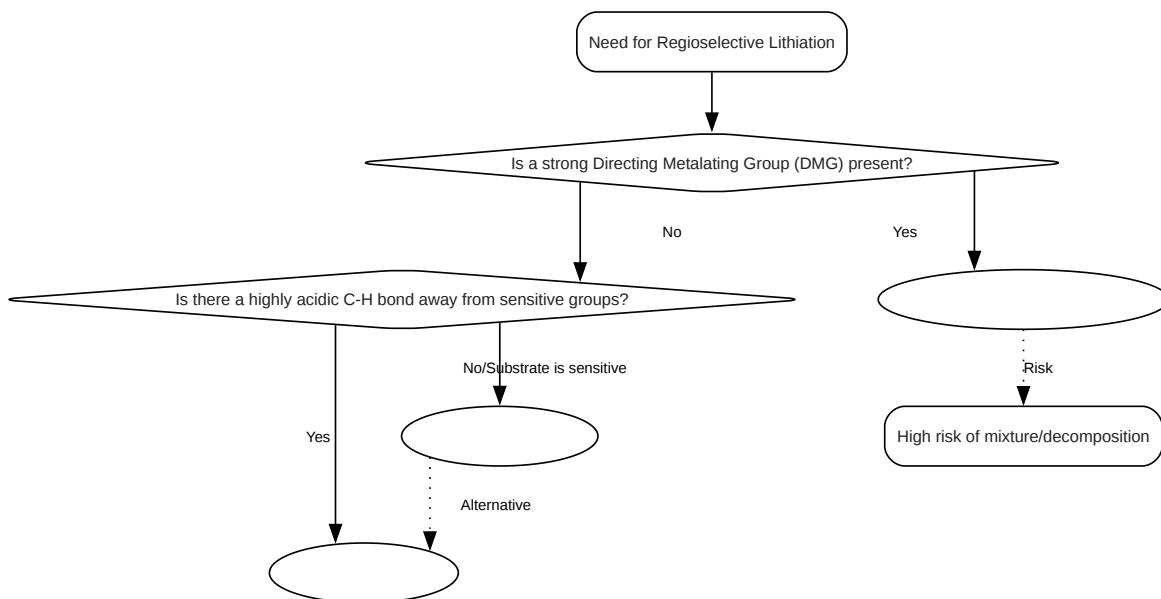 Need for Regioselective Lithiation
Is a strong Directing Metalating Group (DMG) present?
No
Yes
Is there a highly acidic C-H bond away from sensitive groups?
No/Substrate is sensitive
Risk
Yes
High risk of mixture/decomposition
Alternative